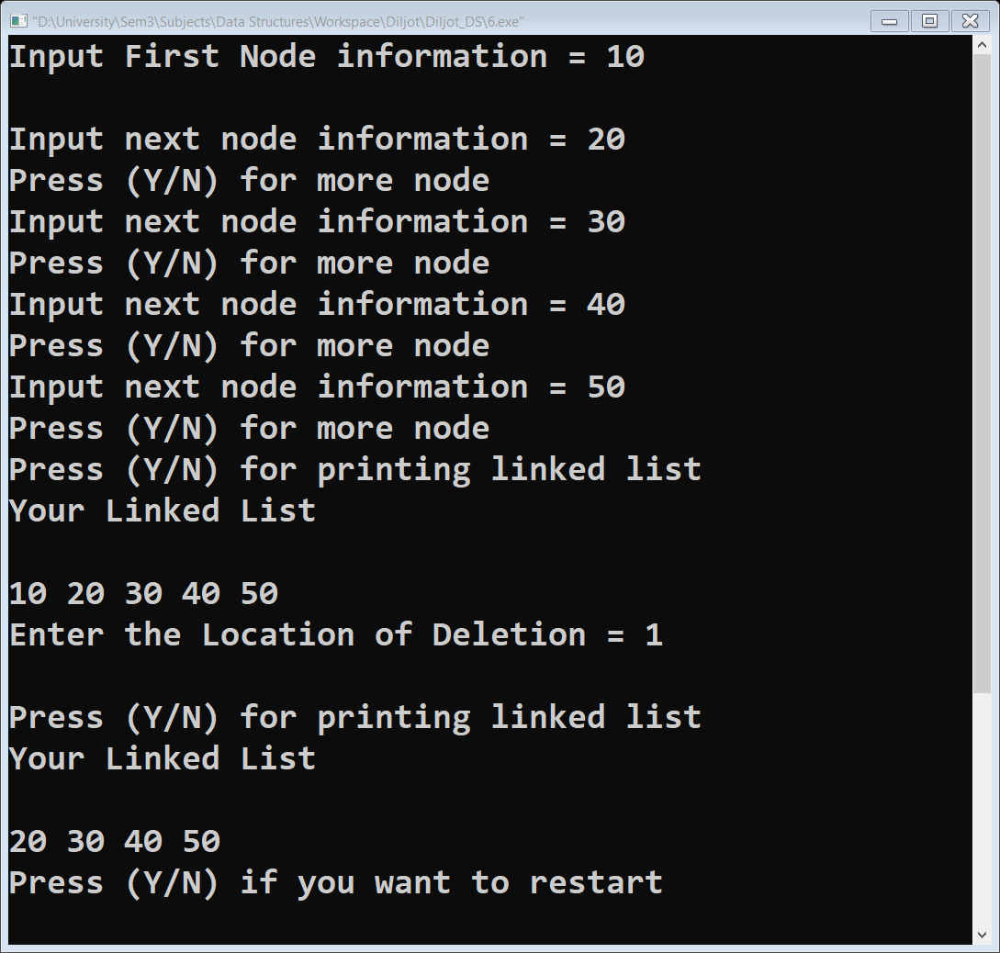 "D:\University\Sem3\Subjects\Data Structures\Workspace\Diljot\Diljot_DS\6.exe"
Input First Node information = 10
Input next node information = 20
Press (Y/N) for more node
Input next node information = 30
Press (Y/N) for more node
Input next node information = 40
Press (Y/N) for more node
Input next node information = 50
Press (Y/N) for more node
Press (Y/N) for printing linked list
Your Linked List
10 20 30 40 50
Enter the Location of Deletion = 1
Press (Y/N) for printing linked list
Your Linked List
20 30 40 50
Press (Y/N) if you want to restart